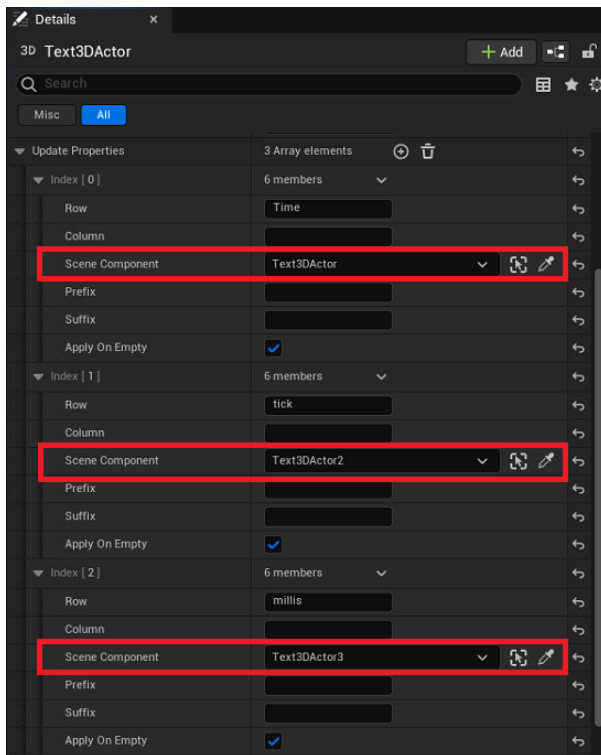 Details ×
3D Text3DActor + Add
Search
Misc All
Update Properties 3 Array elements
Index [ 0 ] 6 members
Row Time
Column
Scene Component Text3DActor
Prefix
Suffix
Apply On Empty
Index [ 1 ] 6 members
Row tick
Column
Scene Component Text3DActor2
Prefix
Suffix
Apply On Empty
Index [ 2 ] 6 members
Row millis
Column
Scene Component Text3DActor3
Prefix
Suffix
Apply On Empty